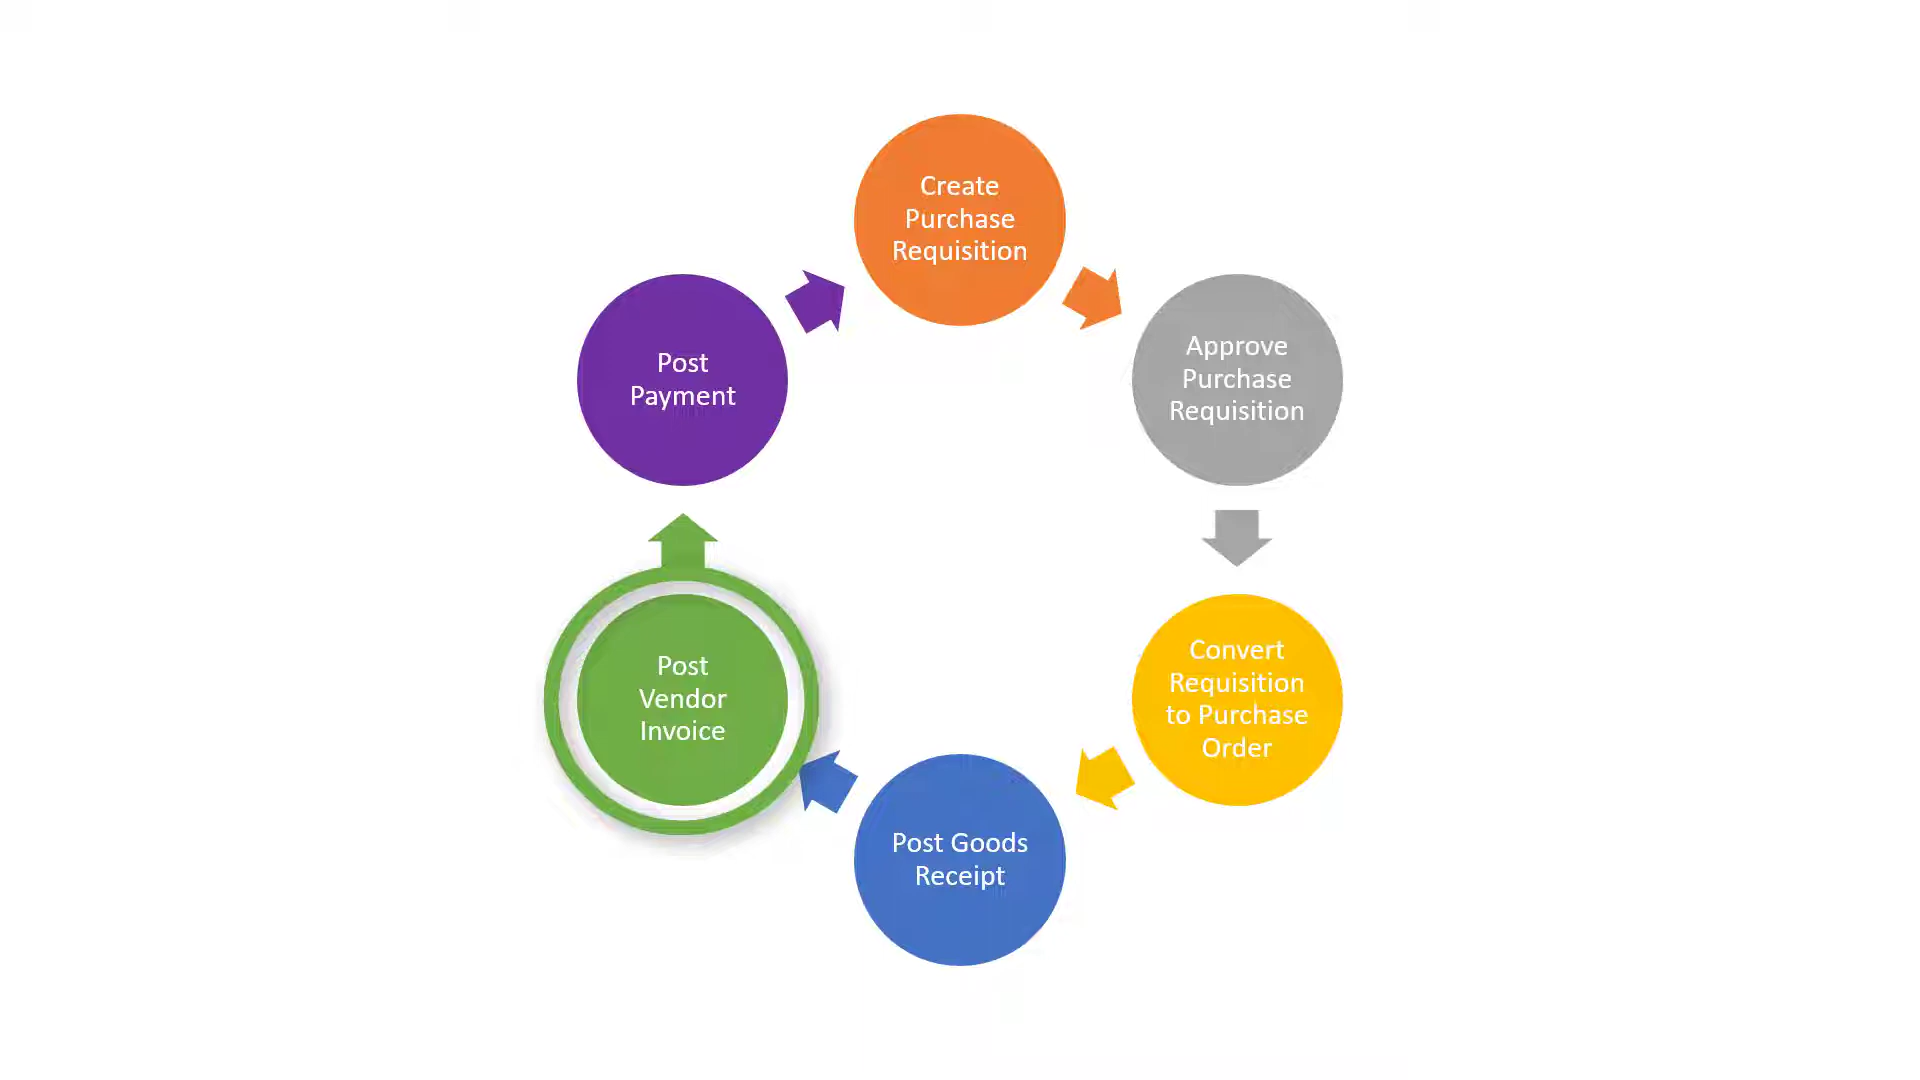 Create
Purchase
Requisition
Approve
Purchase
Requisition
Convert
Requisition
to Purchase
Order
Post Goods
Receipt
Post
Vendor
Invoice
Post
Payment